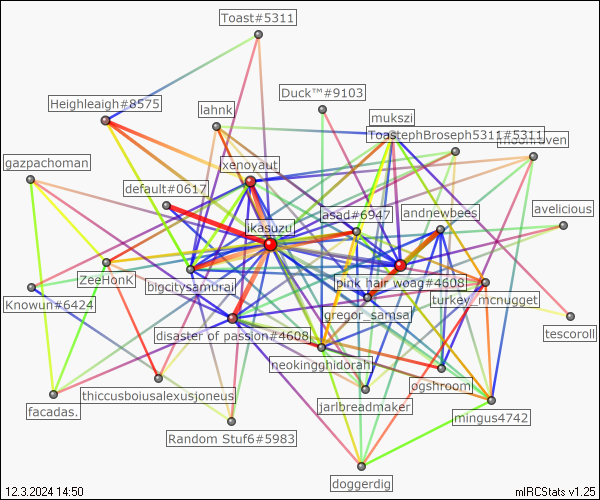 Toast#5311
Duck™#9103
Heighleaigh#8575
lahnk
mukszi
ToastephBroseph5311#5311
gazpachoman
xenoyaut
default#0617
avelicious
asad#6947
andnewbees
ikasuzu
ZeeHonK
bigcitysamurai
pink hair woag#4608
Knowun#6424
turkey_mcnugget
gregor_samsa
tescoroll
disaster of passion#4608
neokingghidorah
ogshroom
thiccusboiusalexusjoneus
facadas.
jarlbreadmaker
mingus4742
Random Stuf6#5983
doggerdig
12.3.2024 14:50
mIRCStats v1.25